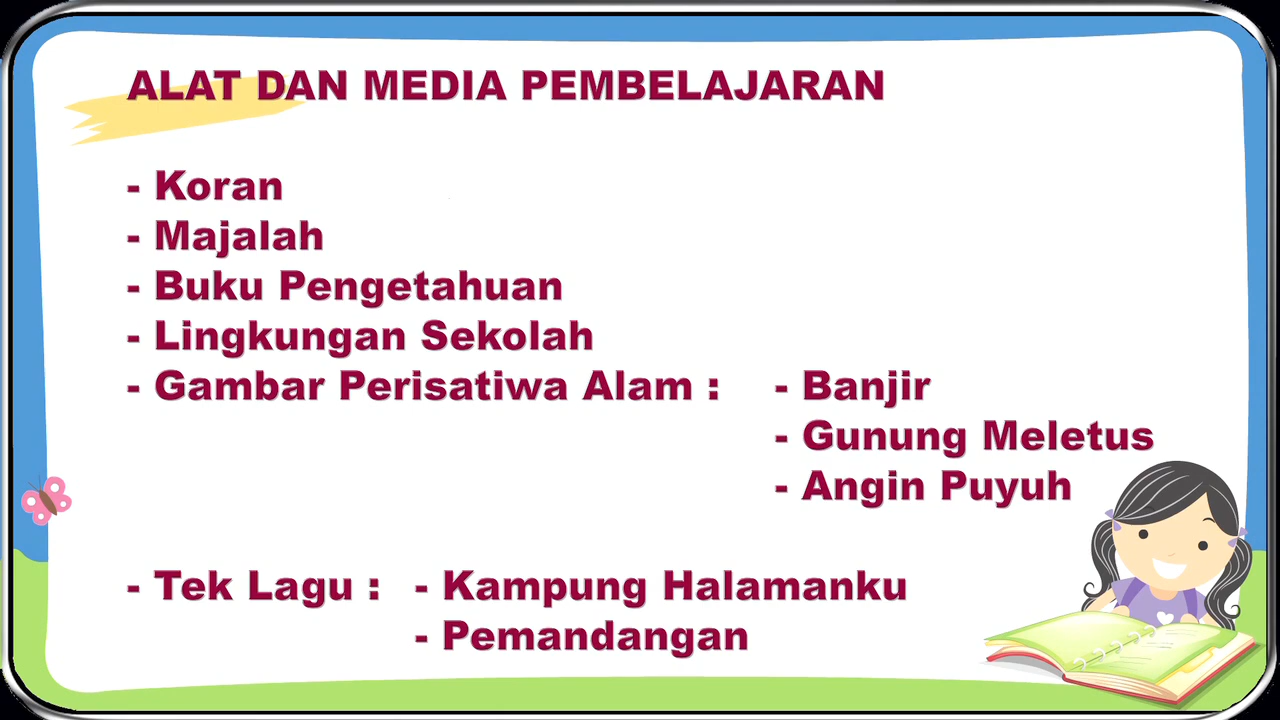 ALAT DAN MEDIA PEMBELAJARAN
- Koran
- Majalah
- Buku Pengetahuan
- Lingkungan Sekolah
- Gambar Perisatiwa Alam : - Banjir
- Gunung Meletus
- Angin Puyuh
- Tek Lagu : - Kampung Halamanku
- Pemandangan